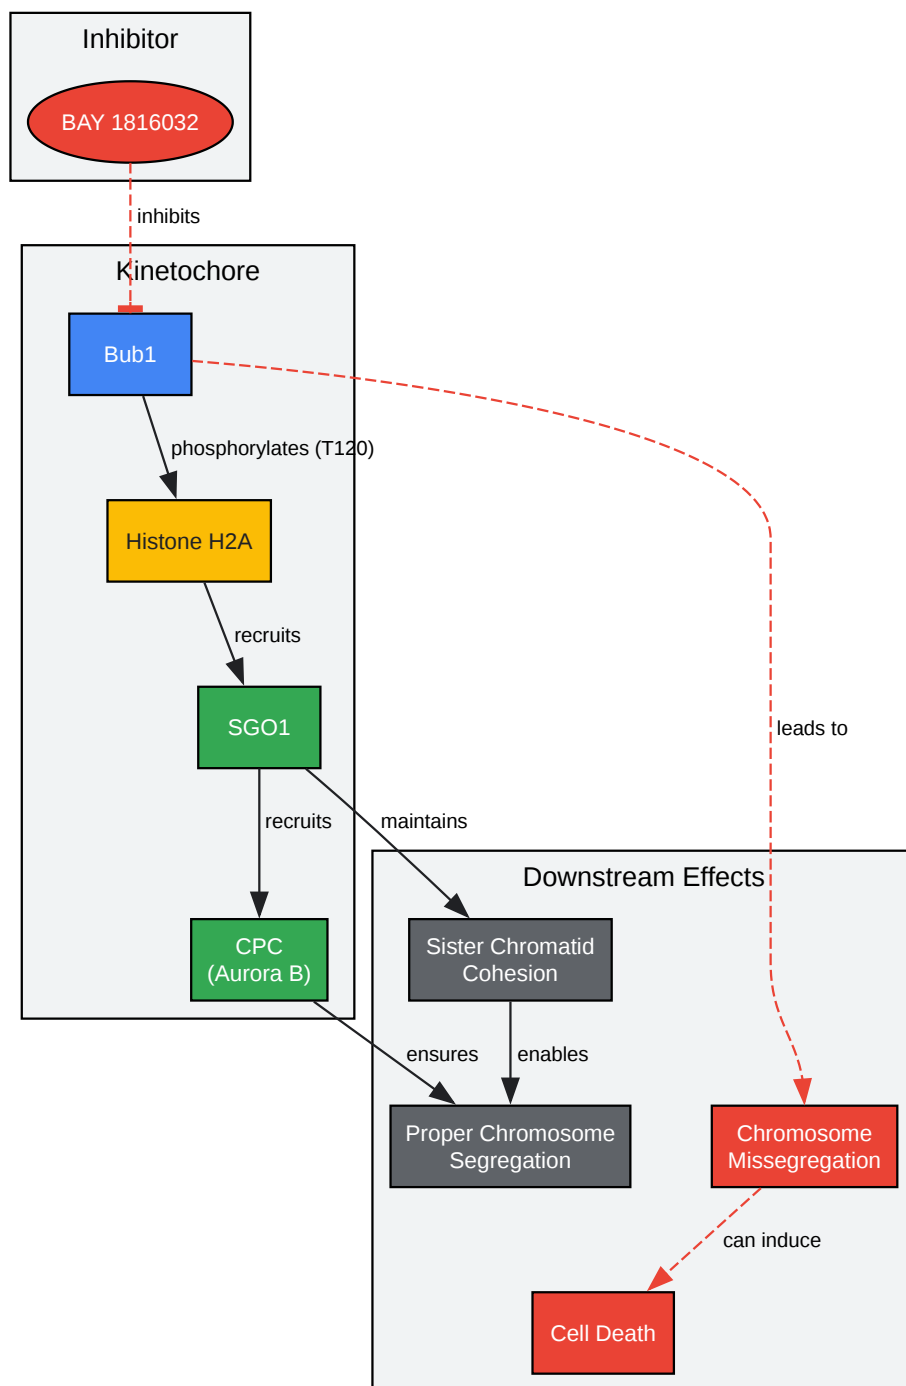 Inhibitor
BAY 1816032
inhibits
Kinetochore
Bub1
phosphorylates (T120)
Histone H2A
recruits
SGO1
leads to
recruits
maintains
Downstream Effects
CPC
(Aurora B)
Sister Chromatid
Cohesion
ensures
enables
Proper Chromosome
Segregation
Chromosome
Missegregation
can induce
Cell Death